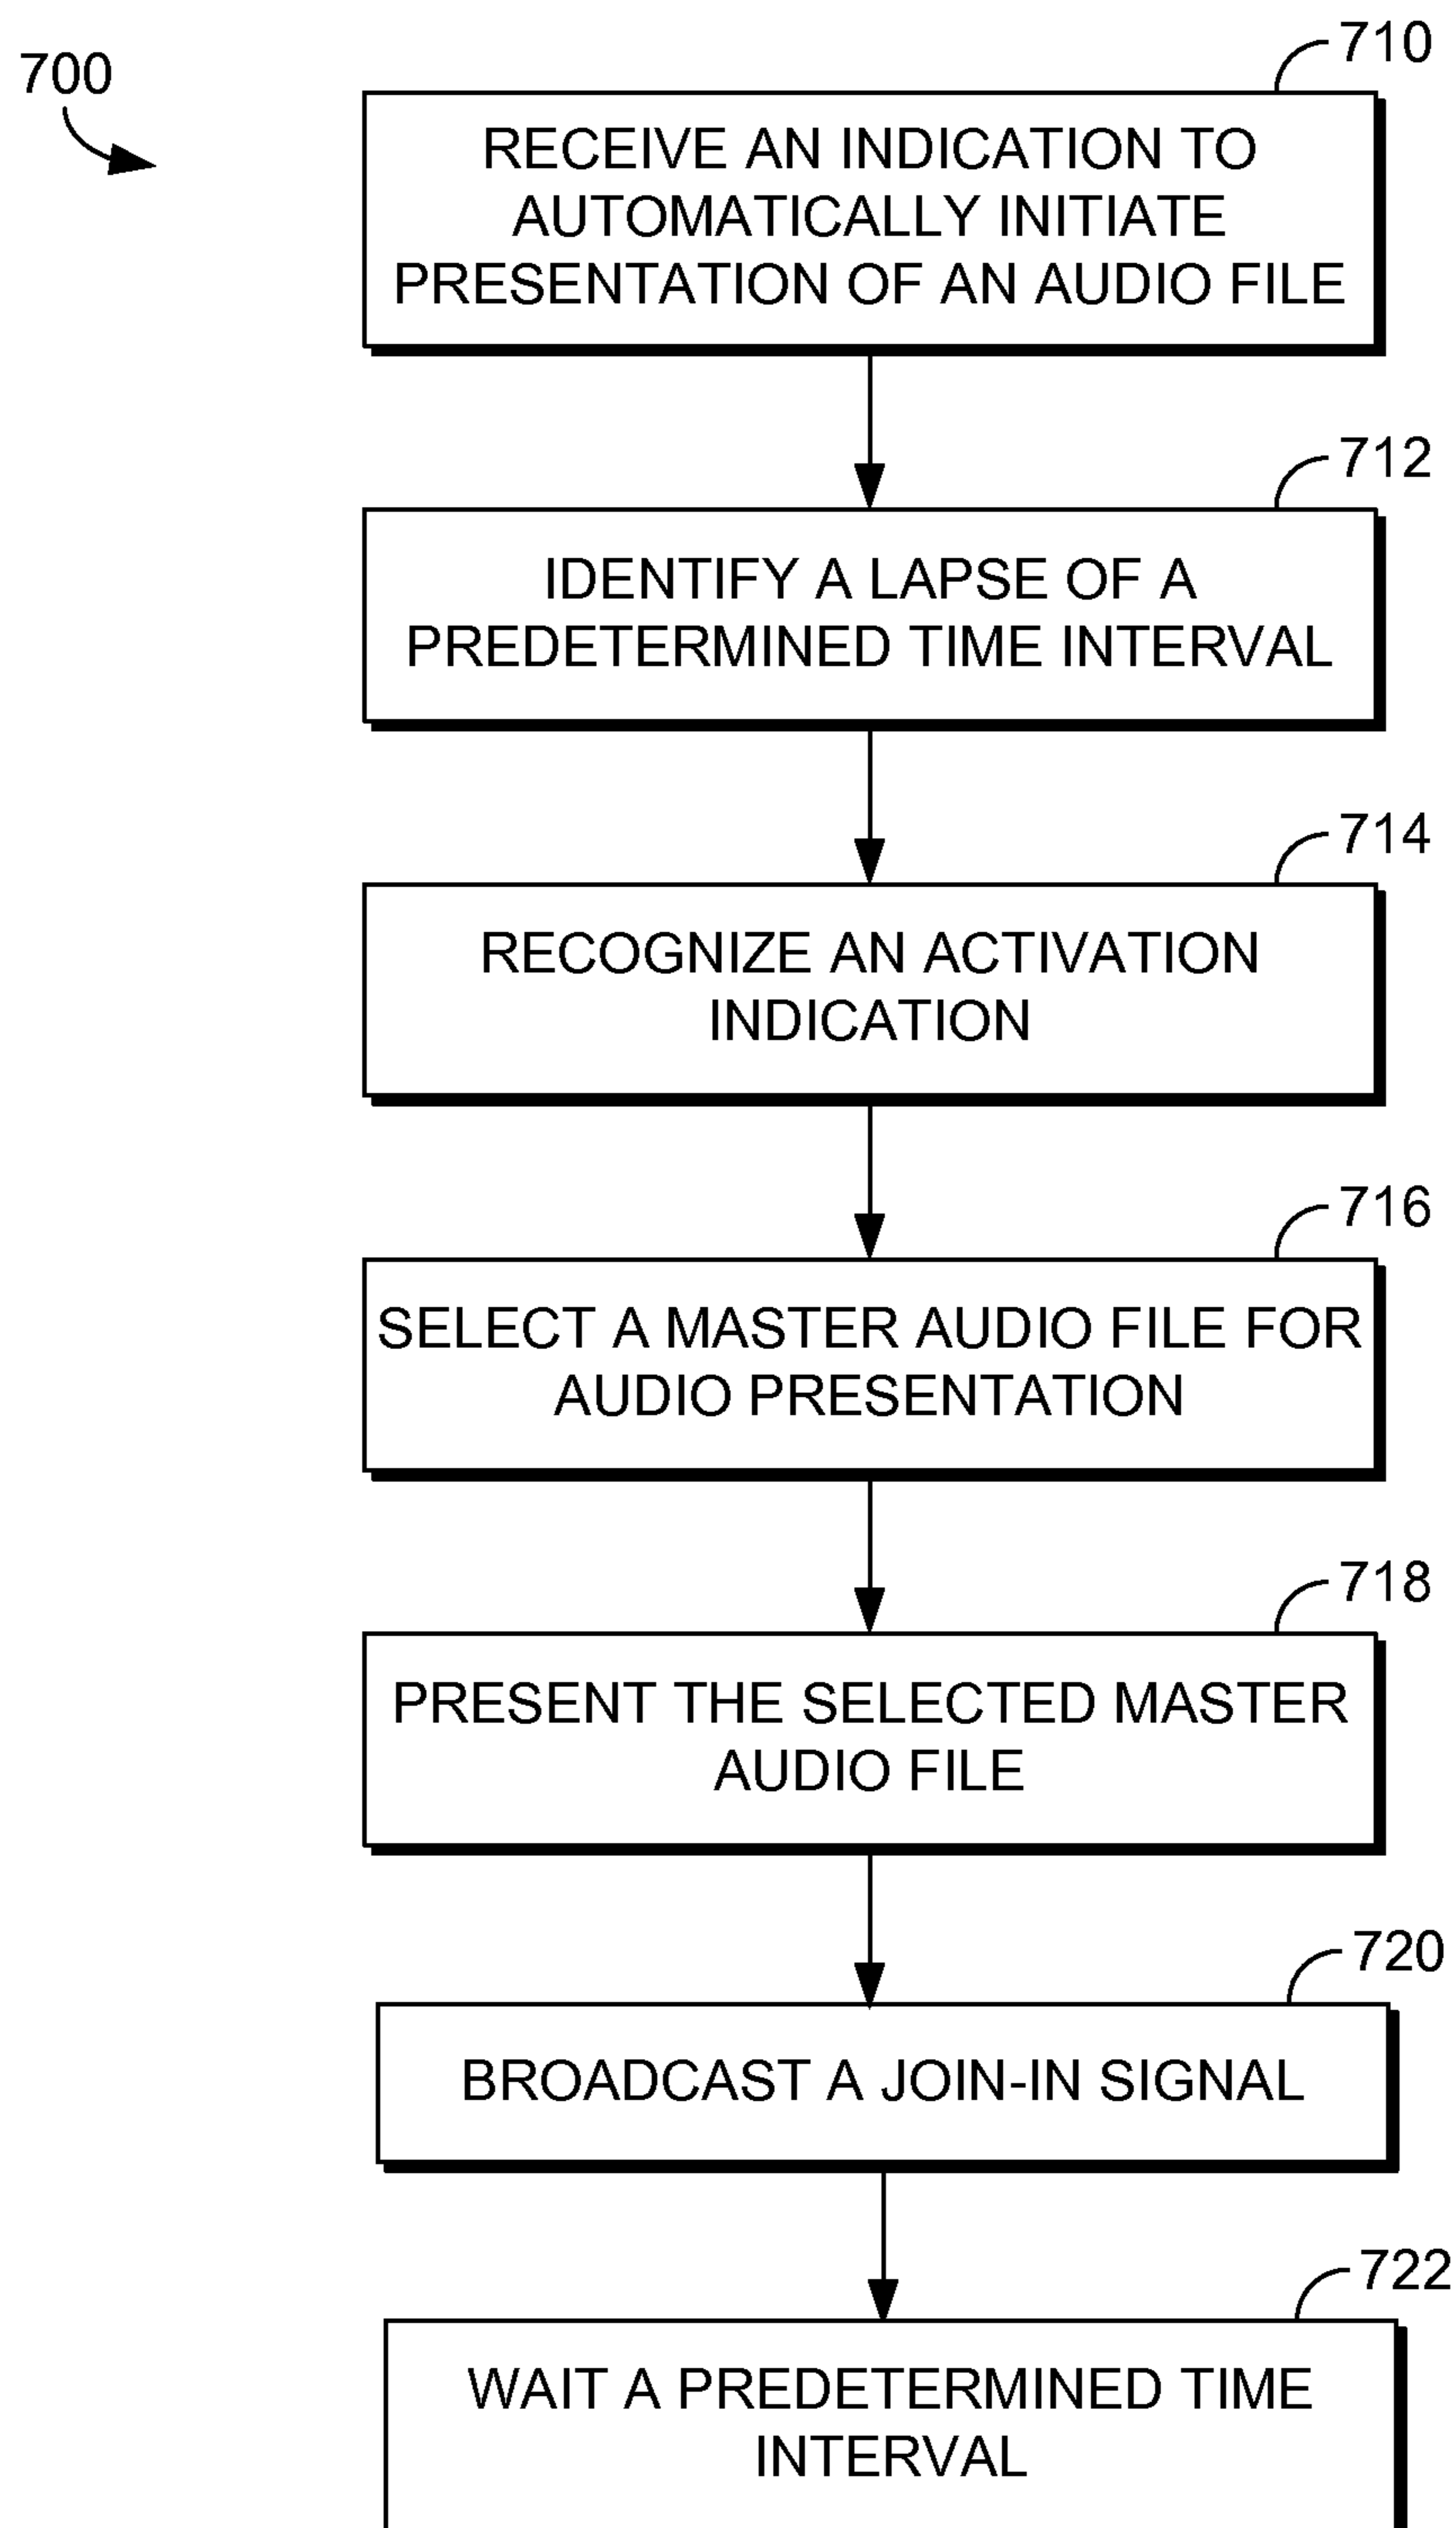 700
710
RECEIVE AN INDICATION TO
AUTOMATICALLY INITIATE
PRESENTATION OF AN AUDIO FILE
712
IDENTIFY A LAPSE OF A
PREDETERMINED TIME INTERVAL
714
RECOGNIZE AN ACTIVATION
INDICATION
716
SELECT A MASTER AUDIO FILE FOR
AUDIO PRESENTATION
718
PRESENT THE SELECTED MASTER
AUDIO FILE
720
BROADCAST A JOIN-IN SIGNAL
722
WAIT A PREDETERMINED TIME
INTERVAL